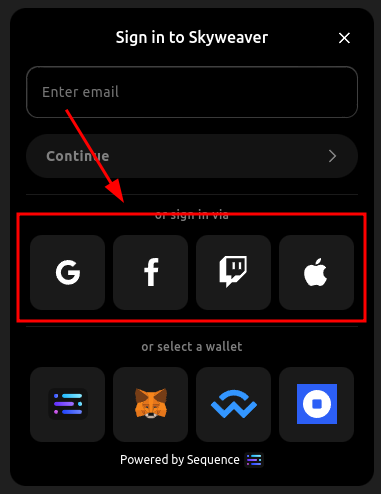 Sign in to Skyweaver
Enter email
Continue
or sign in via
or select a wallet
Powered by Sequence